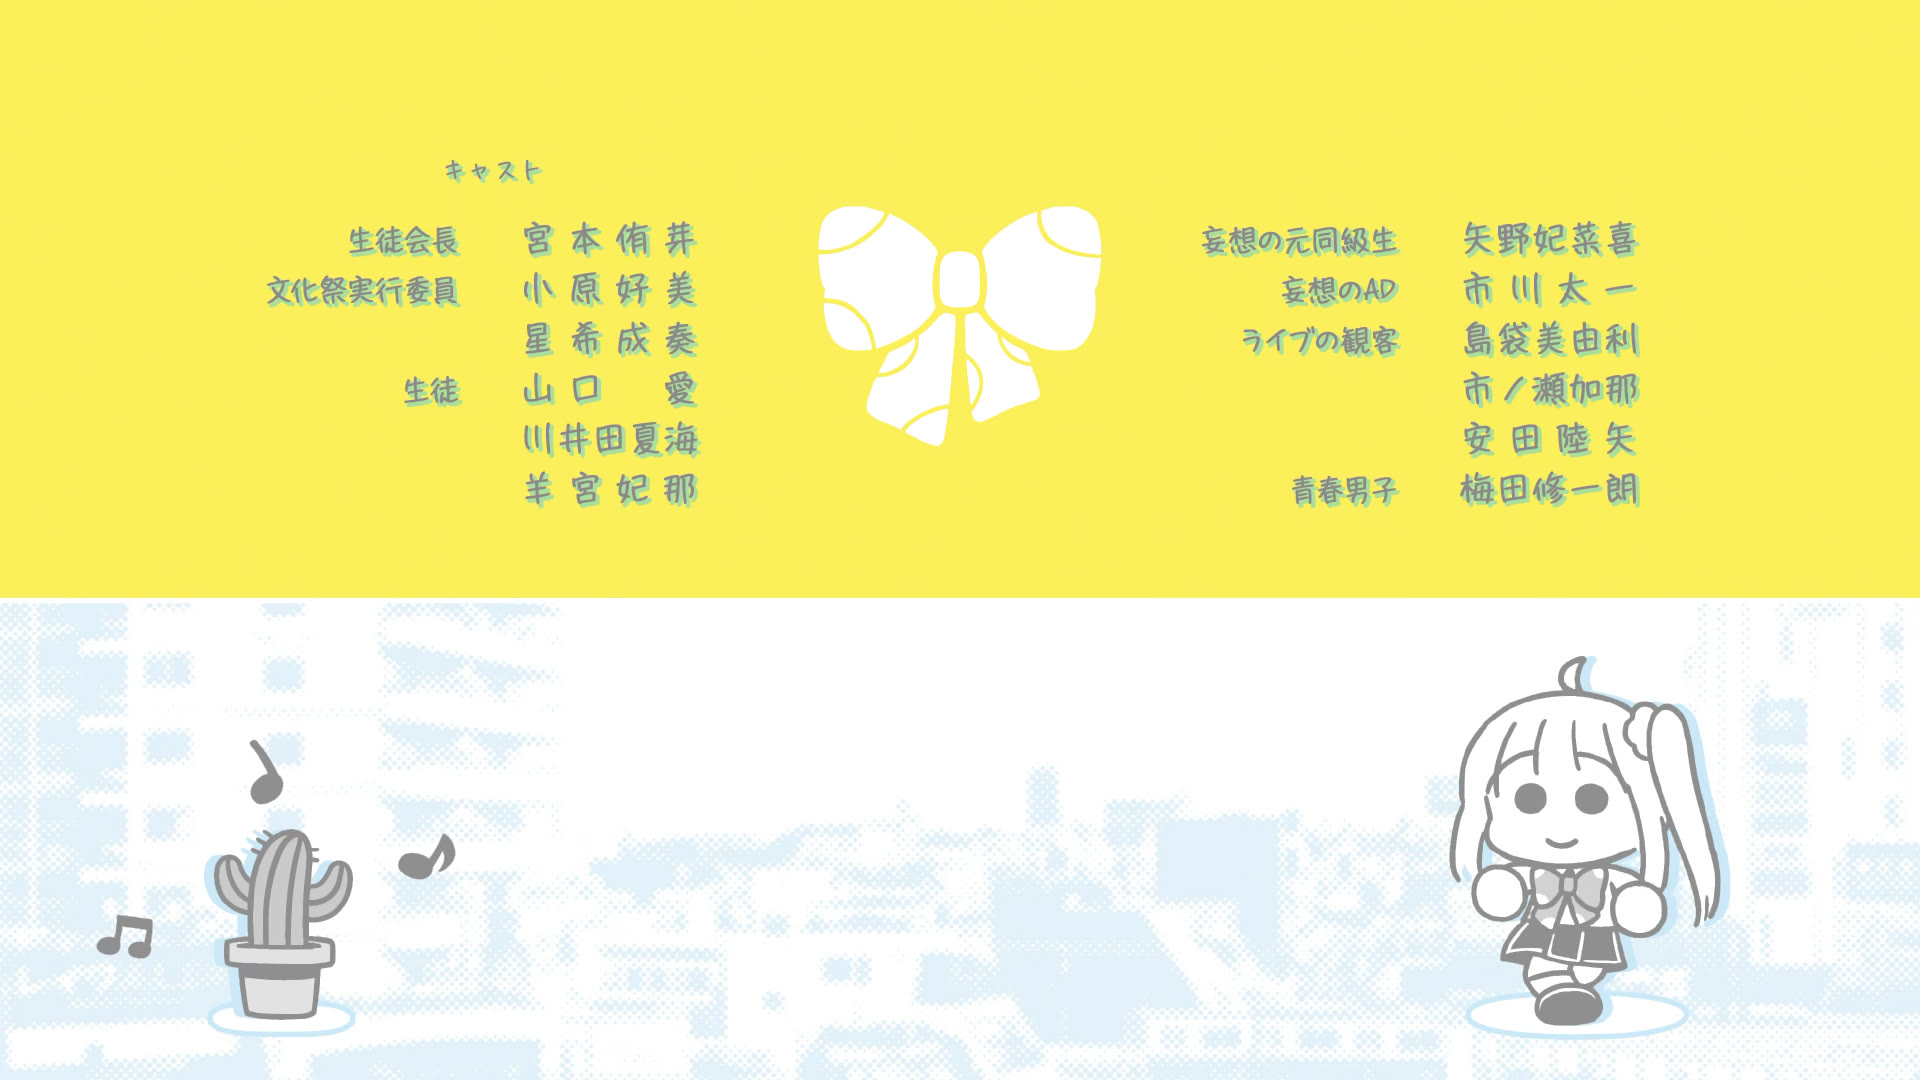 キャスト
生徒会長 宮本侑芽
文化祭実行委員 小原好美
星希成奏
生徒 山口愛
川井田夏海
羊宮妃那
妄想の元同級生 矢野妃菜喜
妄想のAD 市川太一
ライブの観客 島袋美由利
市ノ瀬加那
安田陸矢
青春男子 梅田修一朗